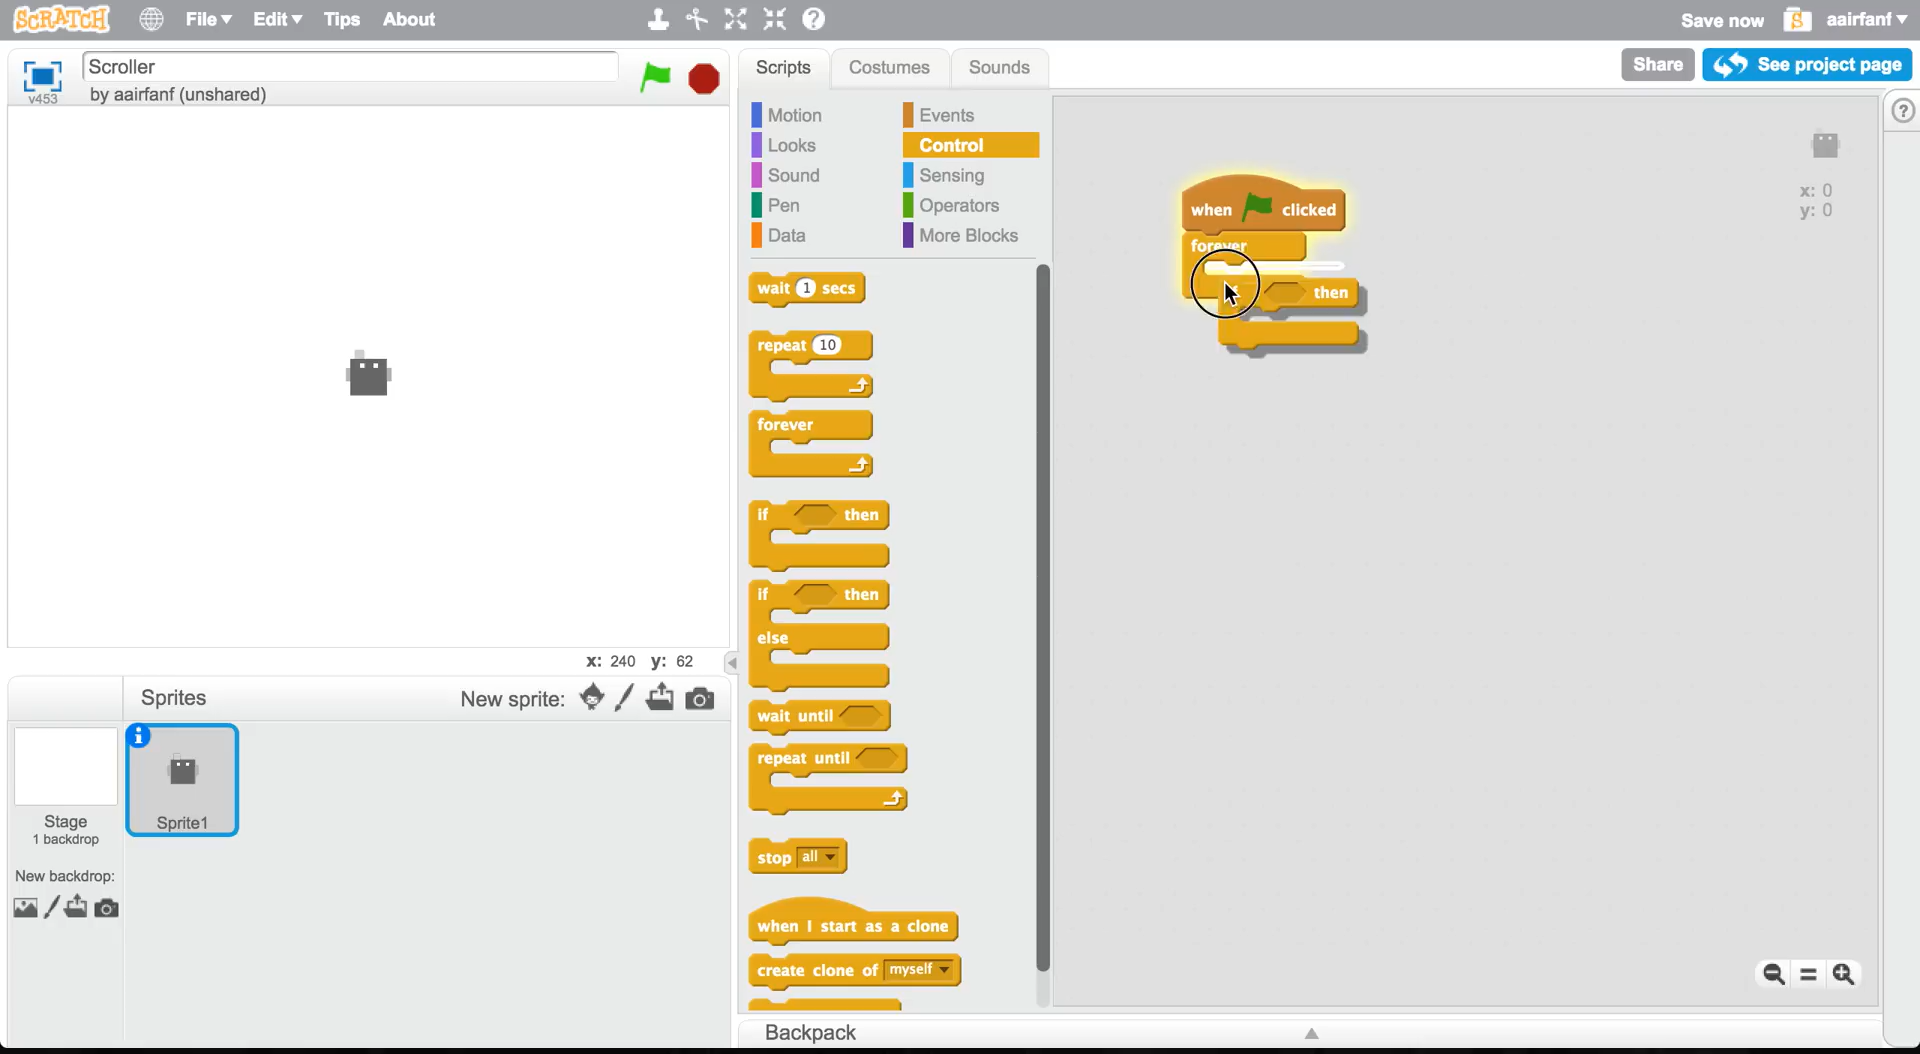 SCRATCH
File▾ Edit▾ Tips About
Save now
aairfanf ▾
Scroller
by aairfanf (unshared)
v453
Scripts
Costumes
Sounds
Share
See project page
Motion
Events
Looks
Control
Sound
Sensing
Pen
Operators
Data
More Blocks
wait 1 secs
repeat 10
forever
if then
if then
else
wait until
repeat until
stop all ▾
when I start as a clone
create clone of myself ▾
when clicked
forever
then
x: 0
y: 0
x: 240 y: 62
Sprites
New sprite:
Stage
1 backdrop
Sprite1
New backdrop:
Backpack